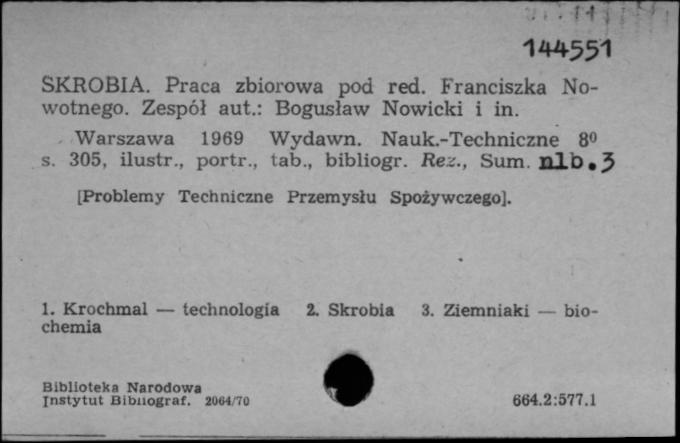 144551
SKROBIA. Praca zbiorowa pod red. Franciszka No-
wotnego. Zespół aut.: Bogusław Nowicki i in.
Warszawa 1969 Wydawn. Nauk.-Techniczne 8⁰
s. 305, ilustr., portr., tab., bibliogr. Rez., Sum. nlb.3
[Problemy Techniczne Przemysłu Spożywczego].
1. Krochmal — technologia 2. Skrobia 3. Ziemniaki — bio-
chemia
Biblioteka Narodowa
Instytut Bibliograf. 2064/70
664.2:577.1